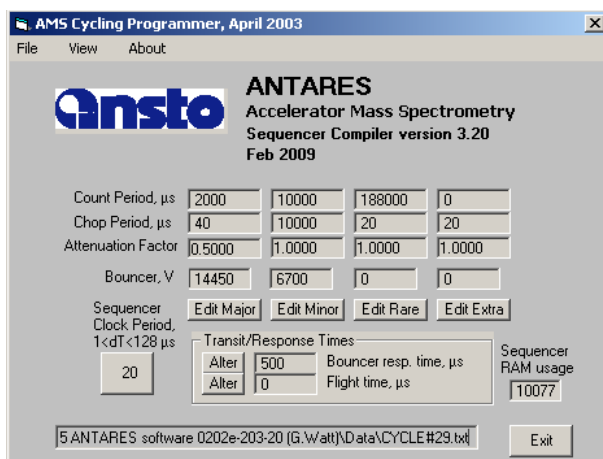 AMS Cycling Programmer, April 2003
File View About
ansto
ANTARES
Accelerator Mass Spectrometry
Sequencer Compiler version 3.20
Feb 2009
Count Period, µs 2000 10000 188000 0
Chop Period, µs 40 10000 20 20
Attenuation Factor 0.5000 1.0000 1.0000 1.0000
Bouncer, V 14450 6700 0 0
Edit Major Edit Minor Edit Rare Edit Extra
Sequencer
Clock Period,
1<dT<128 µs
20
Transit/Response Times
Alter 500 Bouncer resp. time, µs
Alter 0 Flight time, µs
Sequencer
RAM usage
10077
5 ANTARES software 0202e-203-20 (G.Watt)\Data\CYCLE#29.txt
Exit